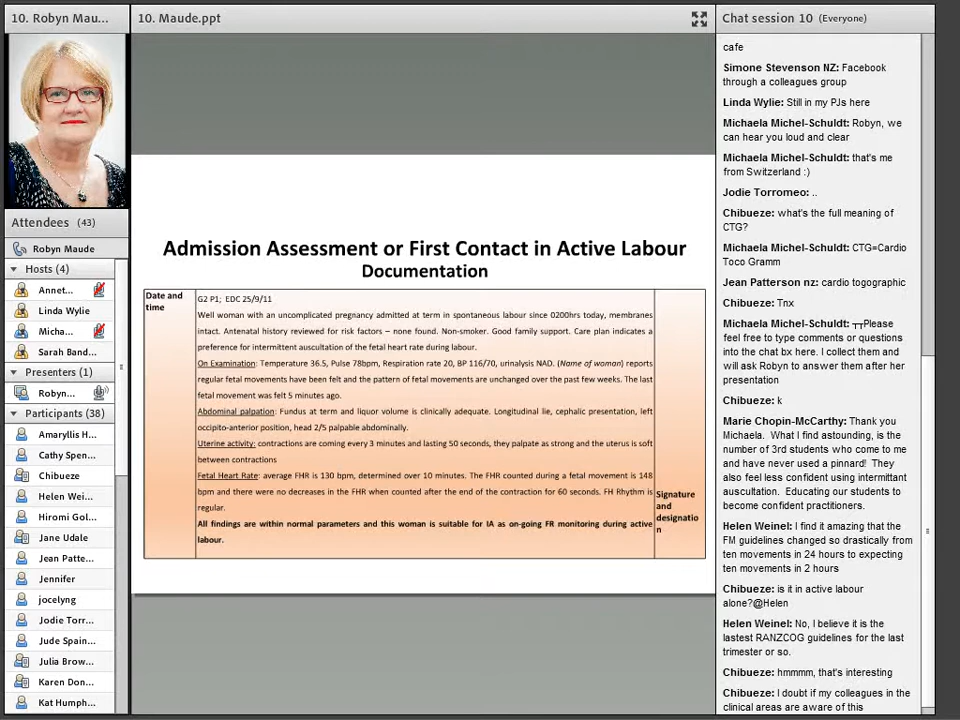 10. Robyn Mau...
10. Maude.ppt
Chat session 10 (Everyone)
Attendees (43)
Robyn Maude
Hosts (4)
Annet...
Linda Wylie
Micha...
Sarah Band...
Presenters (1)
Robyn...
Participants (38)
Amaryllis H...
Cathy Spen...
Chibueze
Helen Wei...
Hiromi Gol...
Jane Udale
Jean Patte...
Jennifer
jocelyng
Jodie Torr...
Jude Spain...
Julia Brow...
Karen Don...
Kat Humph...
Admission Assessment or First Contact in Active Labour
Documentation
Date and
time
G2 P1; EDC 25/9/11
Well woman with an uncomplicated pregnancy admitted at term in spontaneous labour since 0200hrs today, membranes
intact. Antenatal history reviewed for risk factors – none found. Non-smoker. Good family support. Care plan indicates a
preference for intermittent auscultation of the fetal heart rate during labour.
On Examination: Temperature 36.5, Pulse 78bpm, Respiration rate 20, BP 116/70, urinalysis NAD. (Name of woman) reports
regular fetal movements have been felt and the pattern of fetal movements are unchanged over the past few weeks. The last
fetal movement was felt 5 minutes ago.
Abdominal palpation: Fundus at term and liquor volume is clinically adequate. Longitudinal lie, cephalic presentation, left
occipito-anterior position, head 2/5 palpable abdominally.
Uterine activity: contractions are coming every 3 minutes and lasting 50 seconds, they palpate as strong and the uterus is soft
between contractions
Fetal Heart Rate: average FHR is 130 bpm, determined over 10 minutes. The FHR counted during a fetal movement is 148
bpm and there were no decreases in the FHR when counted after the end of the contraction for 60 seconds. FH Rhythm is
regular.
All findings are within normal parameters and this woman is suitable for IA as on-going FR monitoring during active
labour.
Signature
and
designatio
n
cafe
Simone Stevenson NZ: Facebook
through a colleagues group
Linda Wylie: Still in my PJs here
Michaela Michel-Schuldt: Robyn, we
can hear you loud and clear
Michaela Michel-Schuldt: that's me
from Switzerland :)
Jodie Torromeo: ..
Chibueze: what's the full meaning of
CTG?
Michaela Michel-Schuldt: CTG=Cardio
Toco Gramm
Jean Patterson nz: cardio togographic
Chibueze: Tnx
Michaela Michel-Schuldt: ┬┬Please
feel free to type comments or questions
into the chat bx here. I collect them and
will ask Robyn to answer them after her
presentation
Chibueze: k
Marie Chopin-McCarthy: Thank you
Michaela. What I find astounding, is the
number of 3rd students who come to me
and have never used a pinnard! They
also feel less confident using intermittant
auscultation. Educating our students to
become confident practitioners.
Helen Weinel: I find it amazing that the
FM guidelines changed so drastically from
ten movements in 24 hours to expecting
ten movements in 2 hours
Chibueze: is it in active labour
alone?@Helen
Helen Weinel: No, I believe it is the
lastest RANZCOG guidelines for the last
trimester or so.
Chibueze: hmmmm, that's interesting
Chibueze: I doubt if my colleagues in the
clinical areas are aware of this